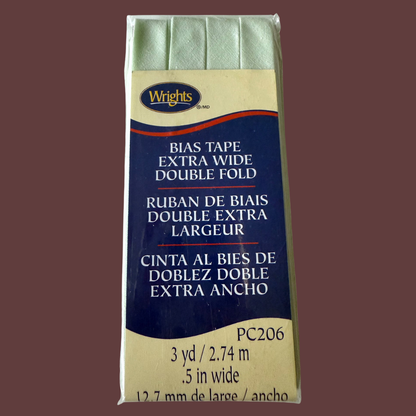 Wrights
®/MD
BIAS TAPE
EXTRA WIDE
DOUBLE FOLD
RUBAN DE BIAIS
DOUBLE EXTRA
LARGEUR
CINTA AL BIES DE
DOBLEZ DOBLE
EXTRA ANCHO
PC206
3 yd / 2.74 m
.5 in wide
12.7 mm de large / ancho